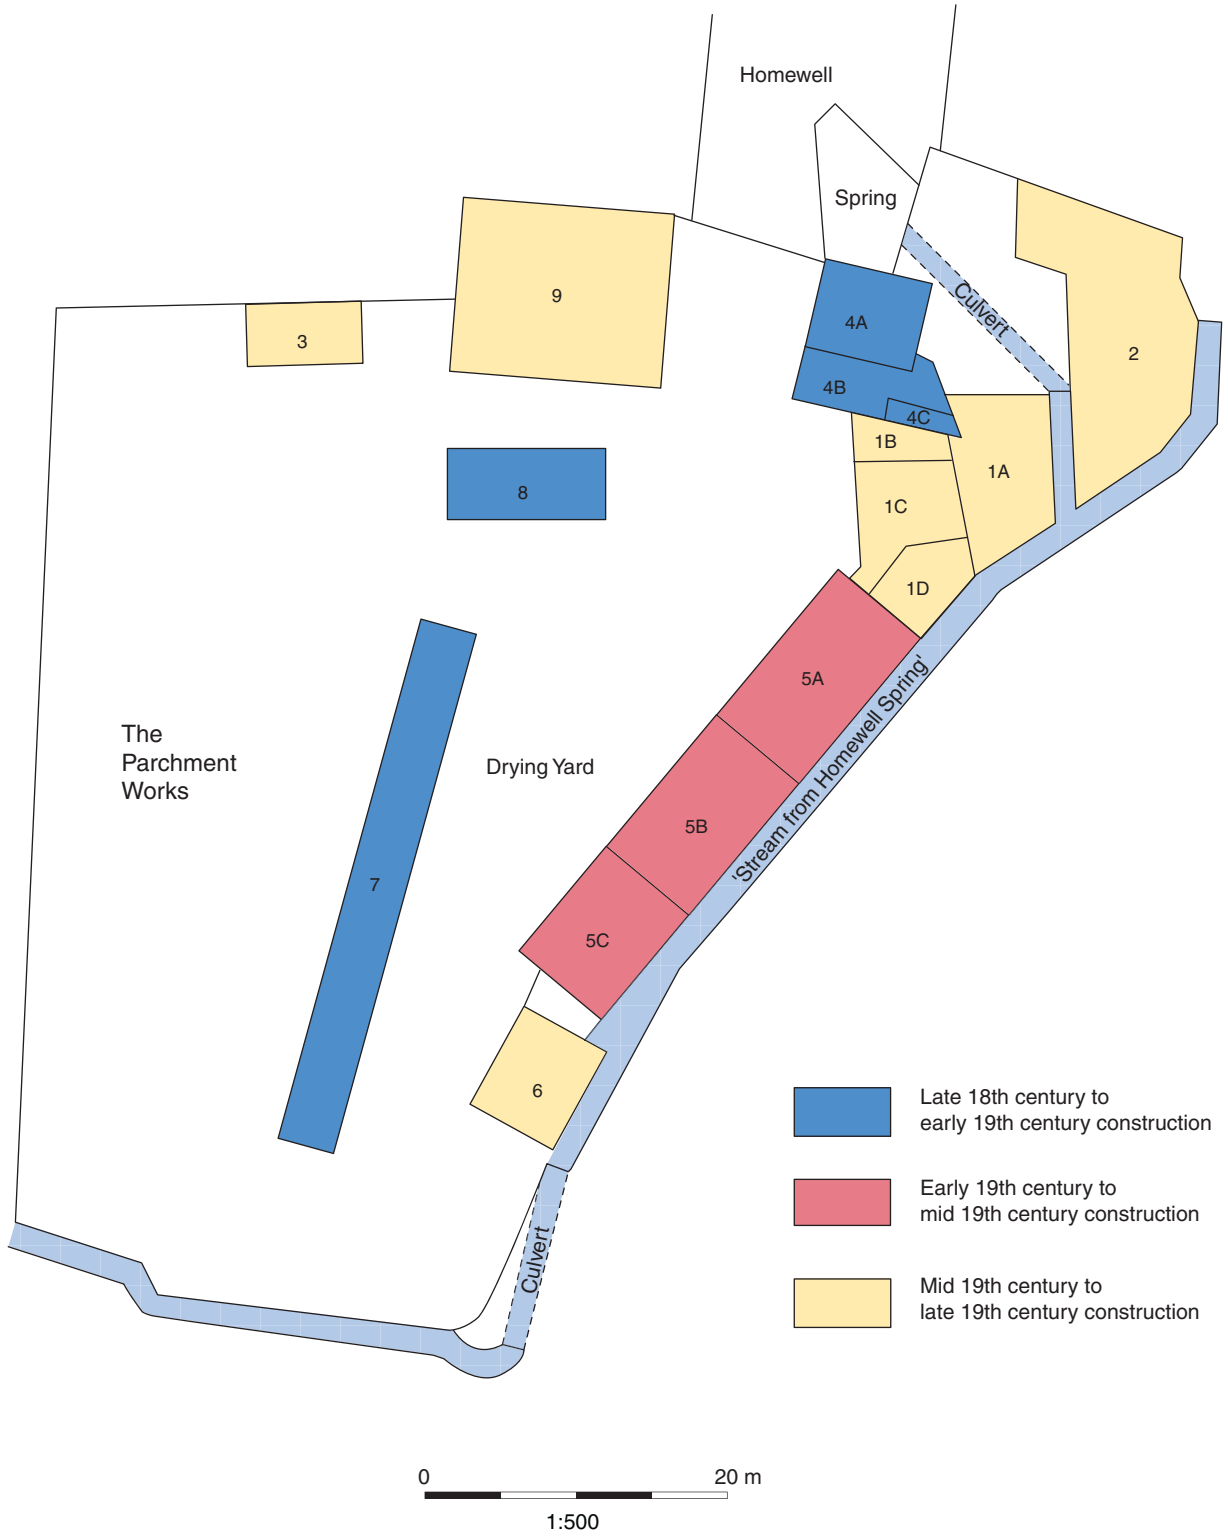 Homewell
Spring
Culvert
9
3
4A
4B
4C
2
1B
1A
1C
1D
8
5A
'Stream from Homewell Spring'
The
Parchment
Works
Drying Yard
5B
7
5C
6
Culvert
Late 18th century to
early 19th century construction
Early 19th century to
mid 19th century construction
Mid 19th century to
late 19th century construction
0 20 m
1:500